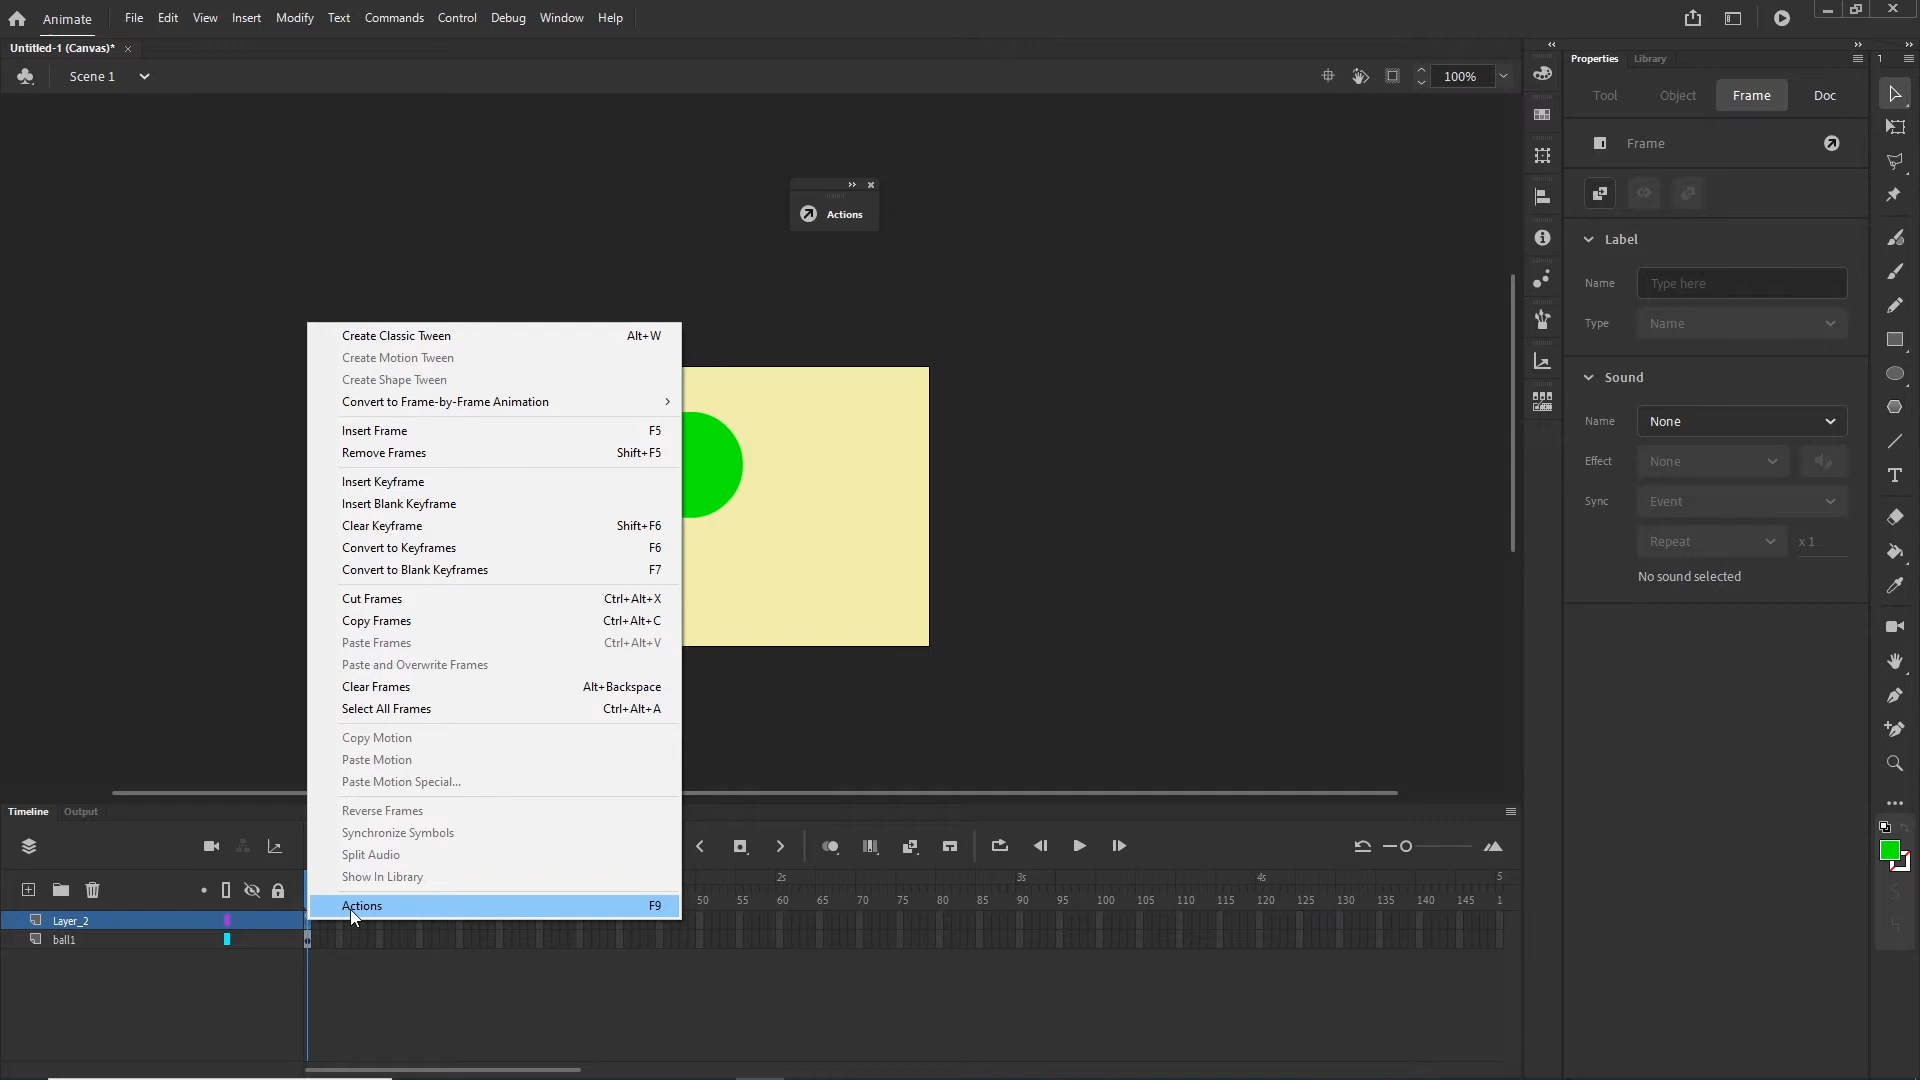 Animate File Edit View Insert Modify Text Commands Control Debug Window Help
Untitled-1 (Canvas)*
Scene 1
100%
Actions
Create Classic Tween Alt+W
Create Motion Tween
Create Shape Tween
Convert to Frame-by-Frame Animation
Insert Frame F5
Remove Frames Shift+F5
Insert Keyframe
Insert Blank Keyframe
Clear Keyframe Shift+F6
Convert to Keyframes F6
Convert to Blank Keyframes F7
Cut Frames Ctrl+Alt+X
Copy Frames Ctrl+Alt+C
Paste Frames Ctrl+Alt+V
Paste and Overwrite Frames
Clear Frames Alt+Backspace
Select All Frames Ctrl+Alt+A
Copy Motion
Paste Motion
Paste Motion Special...
Reverse Frames
Synchronize Symbols
Split Audio
Show In Library
Actions F9
Properties Library
Tool Object Frame Doc
Frame
Label
Name Type here
Type Name
Sound
Name None
Effect None
Sync Event
Repeat x 1
No sound selected
Timeline Output
2s 3s 4s 5
50 55 60 65 70 75 80 85 90 95 100 105 110 115 120 125 130 135 140 145 1
Layer_2
ball1